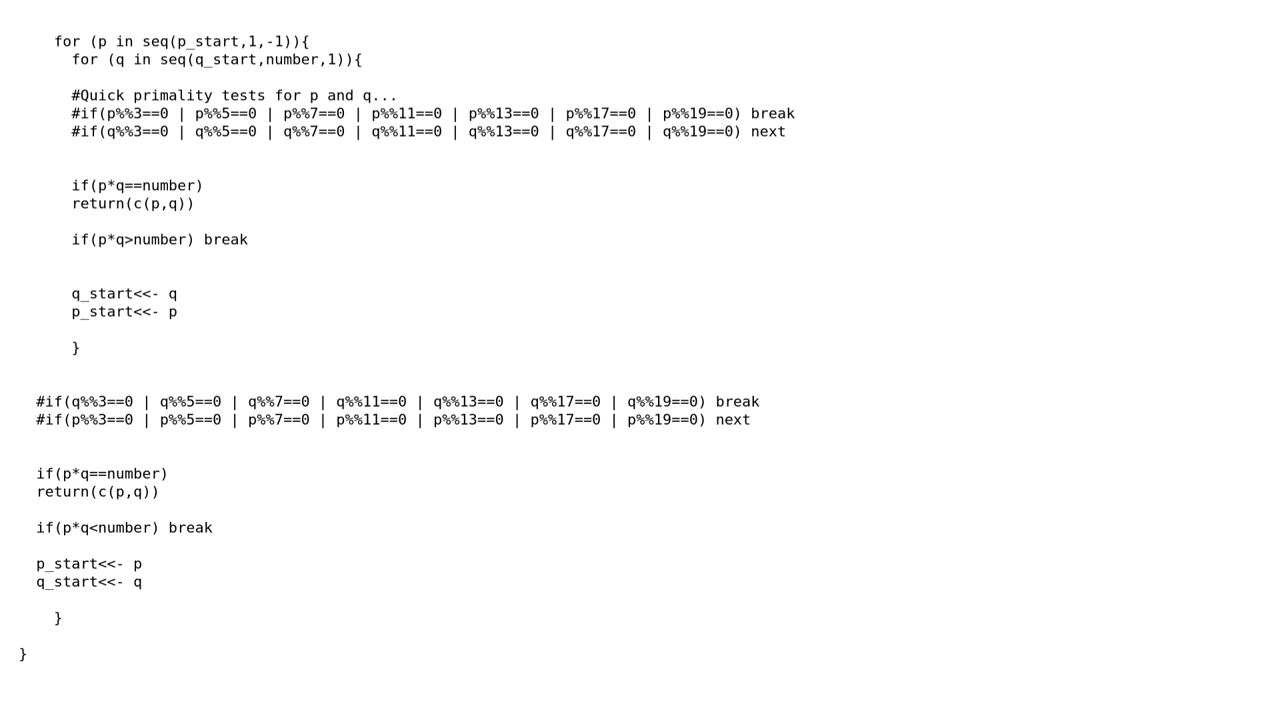 for (p in seq(p_start,1,-1)){
for (q in seq(q_start,number,1)){
#Quick primality tests for p and q...
#if(p%%3==0 | p%%5==0 | p%%7==0 | p%%11==0 | p%%13==0 | p%%17==0 | p%%19==0) break
#if(q%%3==0 | q%%5==0 | q%%7==0 | q%%11==0 | q%%13==0 | q%%17==0 | q%%19==0) next
if(p*q==number)
return(c(p,q))
if(p*q>number) break
q_start<<- q
p_start<<- p
}
#if(q%%3==0 | q%%5==0 | q%%7==0 | q%%11==0 | q%%13==0 | q%%17==0 | q%%19==0) break
#if(p%%3==0 | p%%5==0 | p%%7==0 | p%%11==0 | p%%13==0 | p%%17==0 | p%%19==0) next
if(p*q==number)
return(c(p,q))
if(p*q<number) break
p_start<<- p
q_start<<- q
}
}